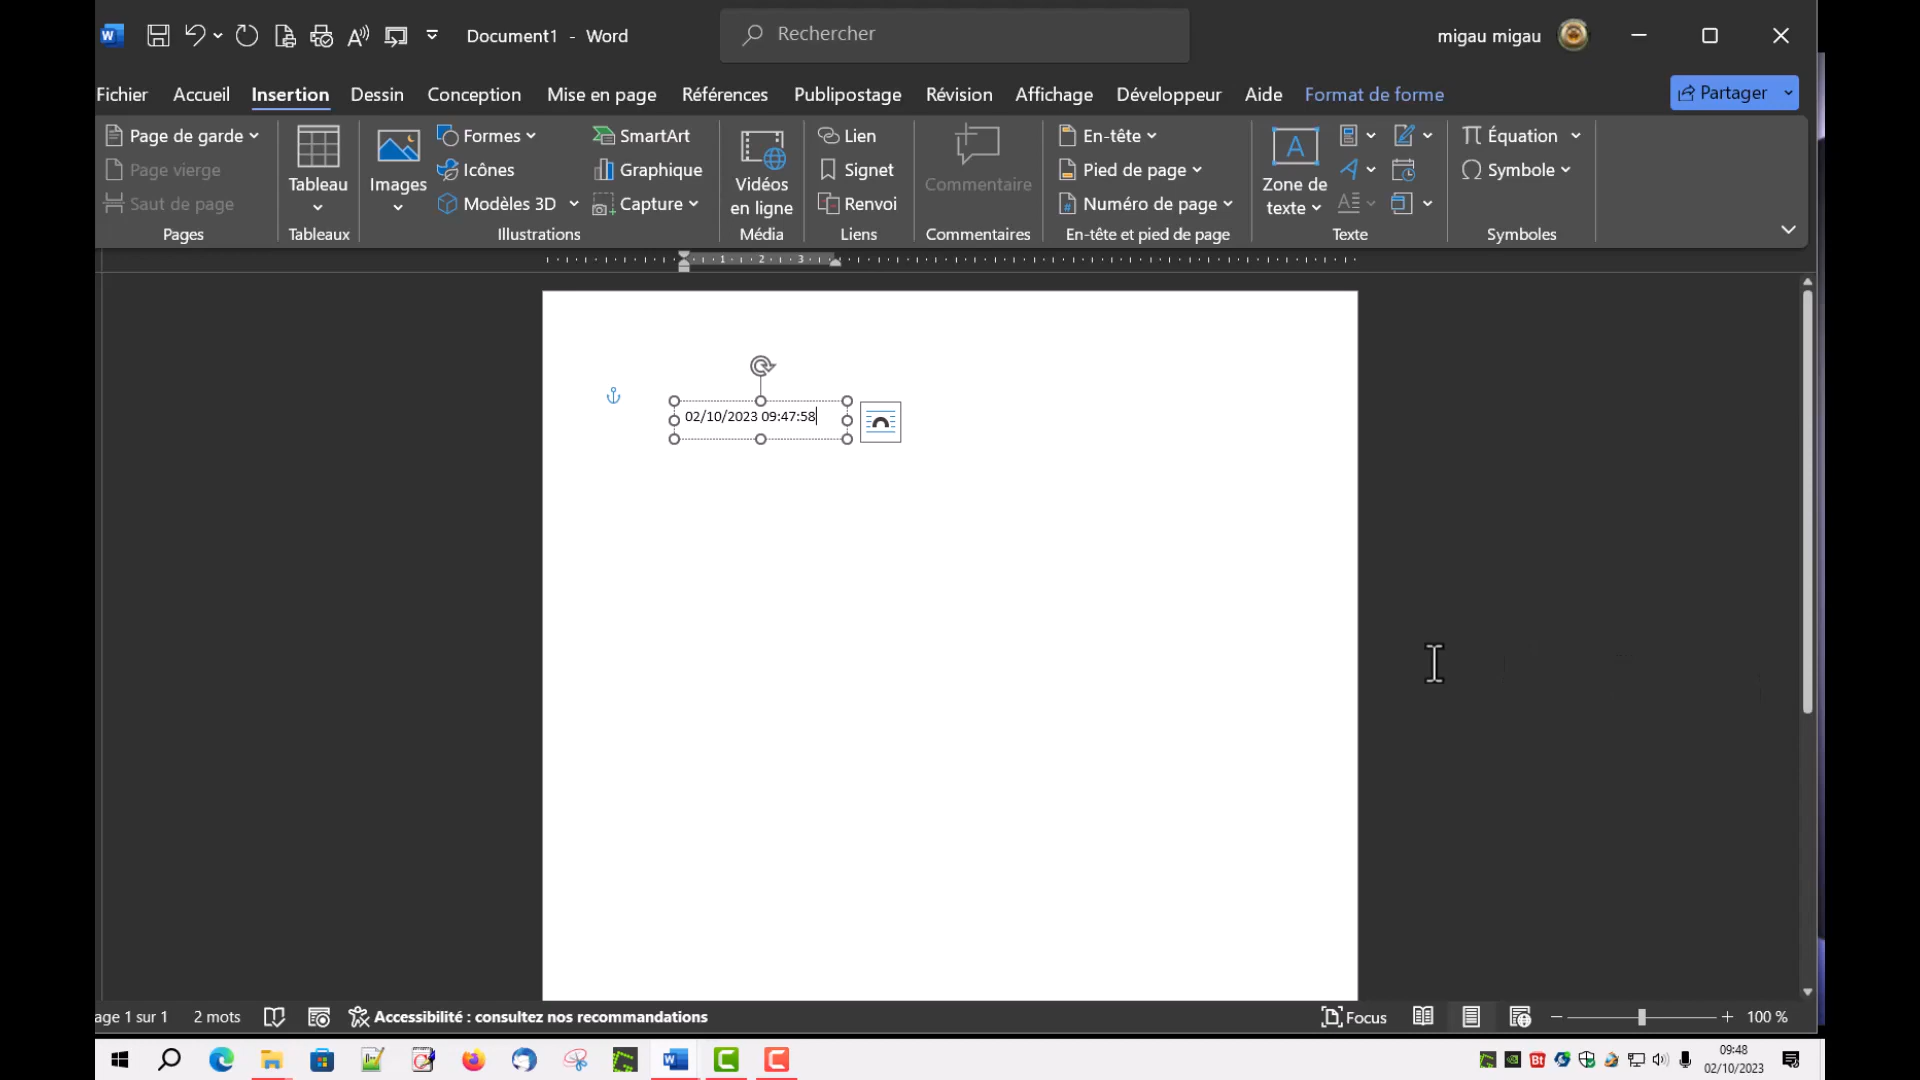 Document1 - Word
Rechercher
migau migau
Fichier Accueil Insertion Dessin Conception Mise en page Références Publipostage Révision Affichage Développeur Aide Format de forme Partager
Page de garde
Page vierge
Saut de page
Pages
Tableau
Tableaux
Images
Formes
Icônes
Modèles 3D
SmartArt
Graphique
Capture
Illustrations
Vidéos
en ligne
Média
Lien
Signet
Renvoi
Liens
Commentaire
Commentaires
En-tête
Pied de page
Numéro de page
En-tête et pied de page
Zone de
texte
Texte
Équation
Symbole
Symboles
1 2 3
02/10/2023 09:47:58
age 1 sur 1 2 mots Accessibilité : consultez nos recommandations Focus 100 %
09:48
02/10/2023